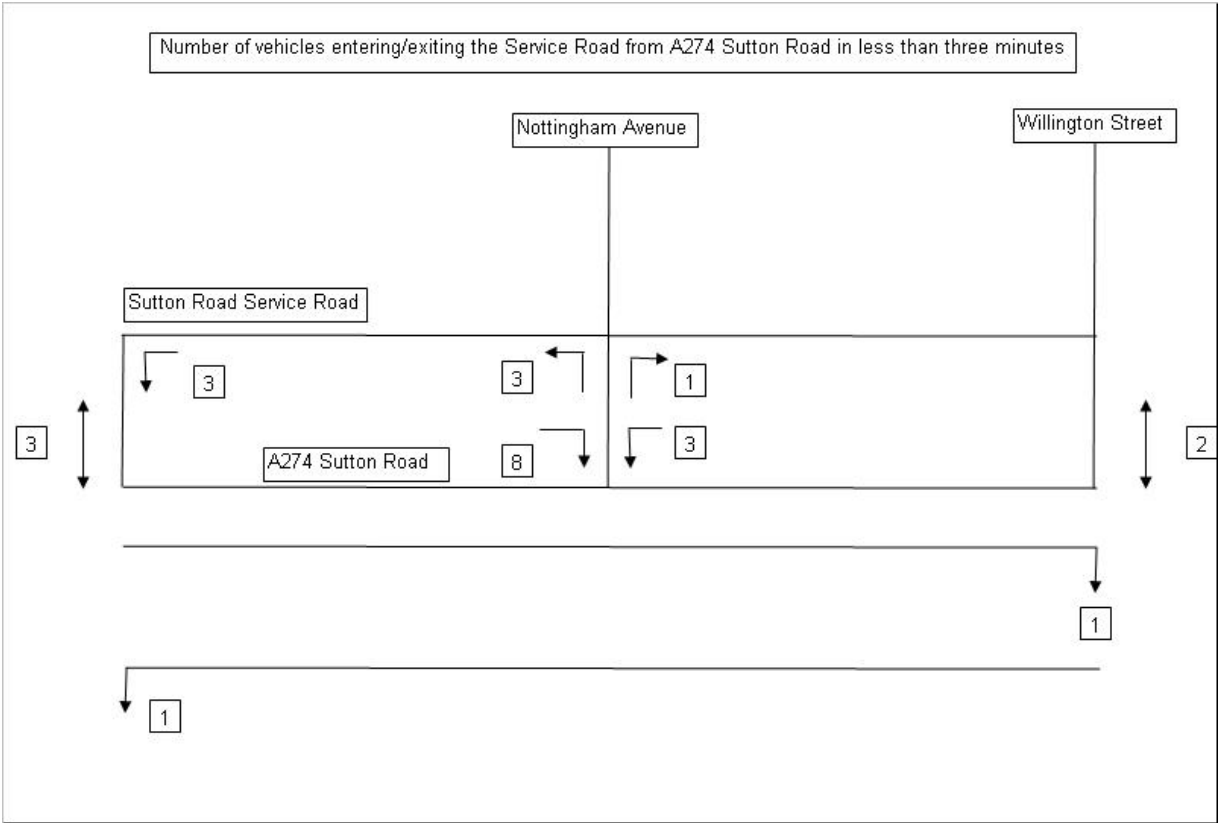 Number of vehicles entering/exiting the Service Road from A274 Sutton Road in less than three minutes
Nottingham Avenue
Willington Street
Sutton Road Service Road
3
3
1
3
A274 Sutton Road
8
3
2
1
1